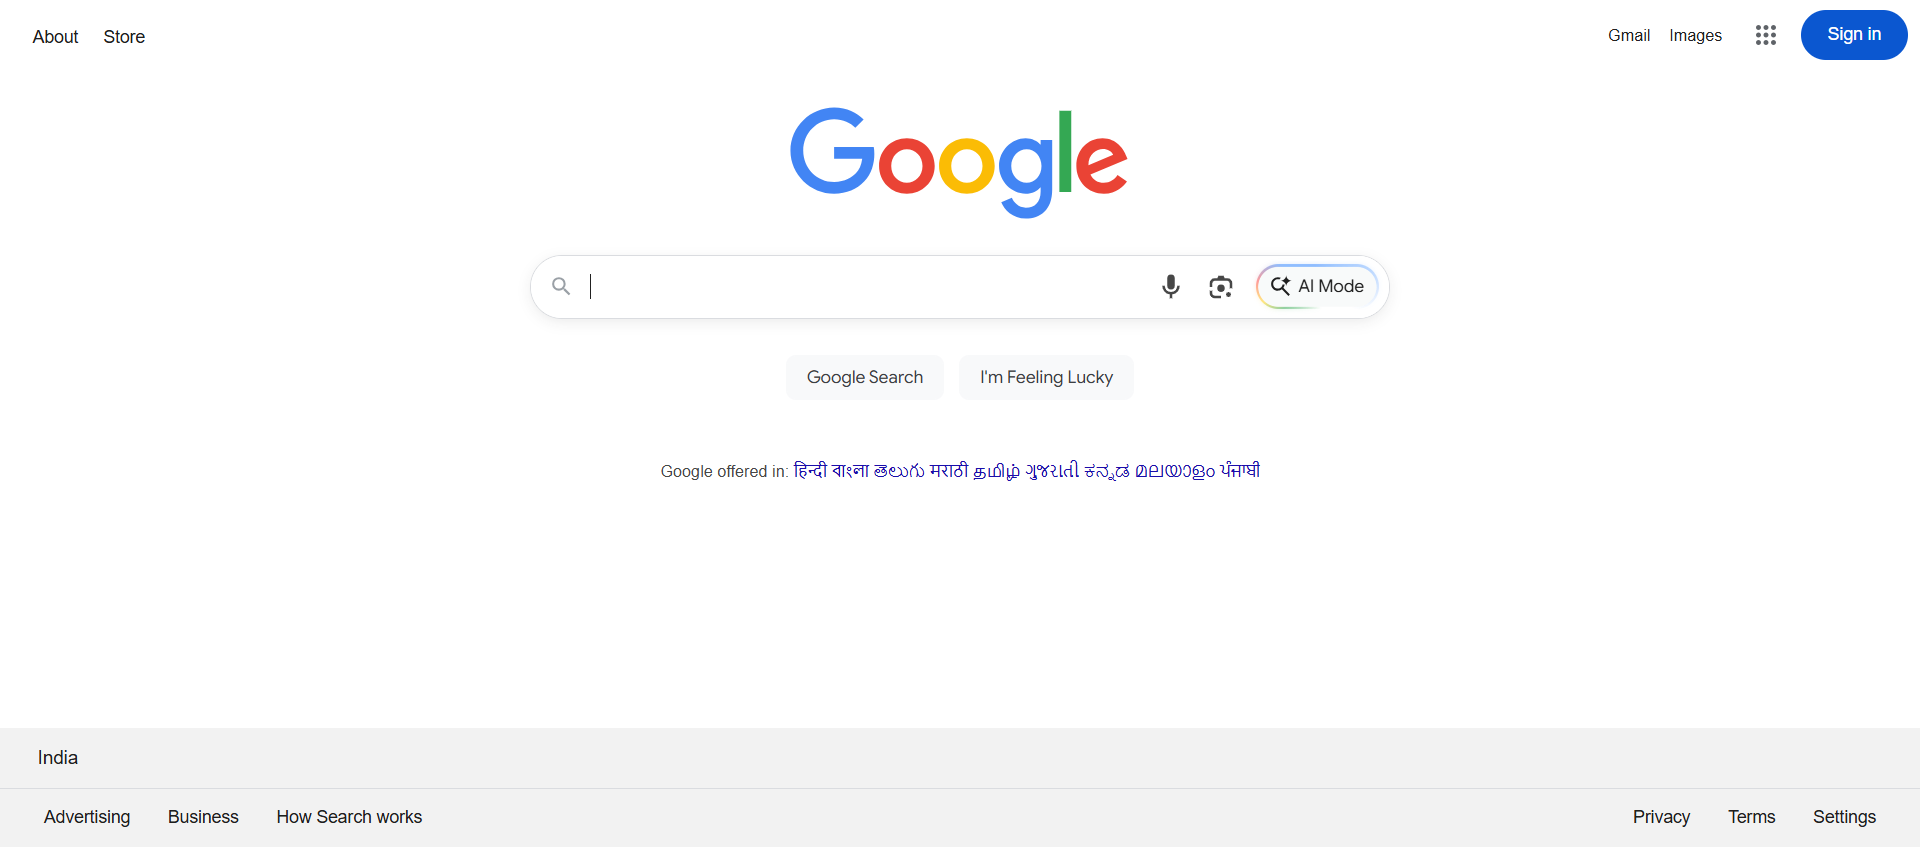 About Store Gmail Images Sign in
Google
AI Mode
Google Search I'm Feeling Lucky
Google offered in: हिन्दी বাংলা తెలుగు मराठी தமிழ் ગુજરાતી ಕನ್ನಡ മലയാളം ਪੰਜਾਬੀ
India
Advertising Business How Search works Privacy Terms Settings